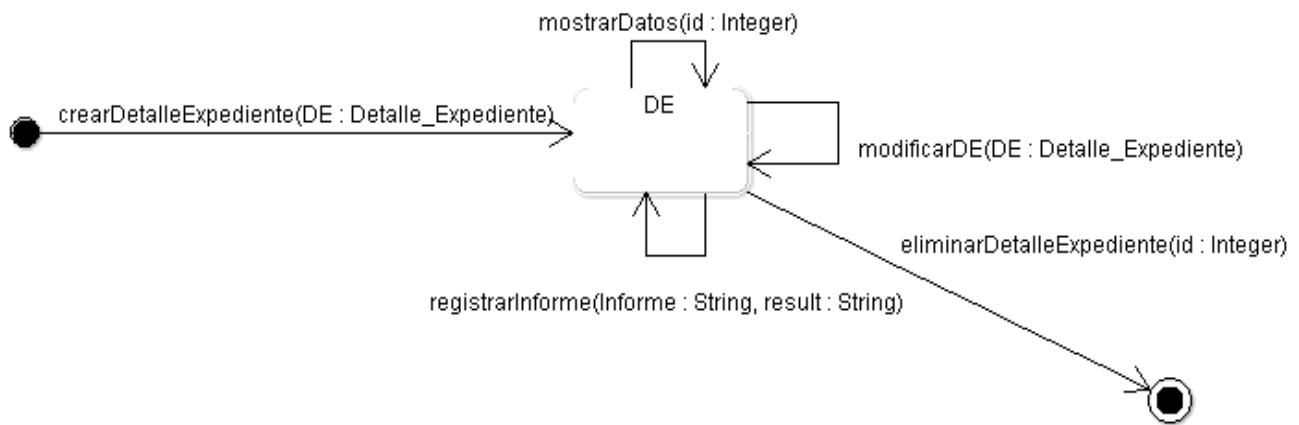 mostrarDatos(id : Integer)
crearDetalleExpediente(DE : Detalle_Expediente)
DE
modificarDE(DE : Detalle_Expediente)
eliminarDetalleExpediente(id : Integer)
registrarInforme(Informe : String, result : String)